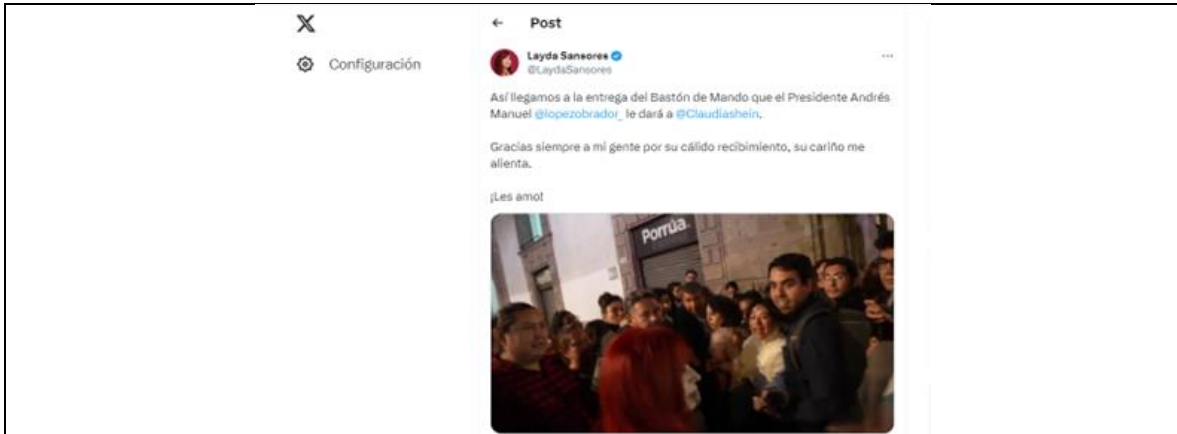 Configuración
← Post
Layda Sansores
@LaydaSansores
Así llegamos a la entrega del Bastón de Mando que el Presidente Andrés
Manuel @lopezobrador_ le dará a @Claudiashein.
Gracias siempre a mi gente por su cálido recibimiento, su cariño me
alienta.
¡Les amo!
Porrúa